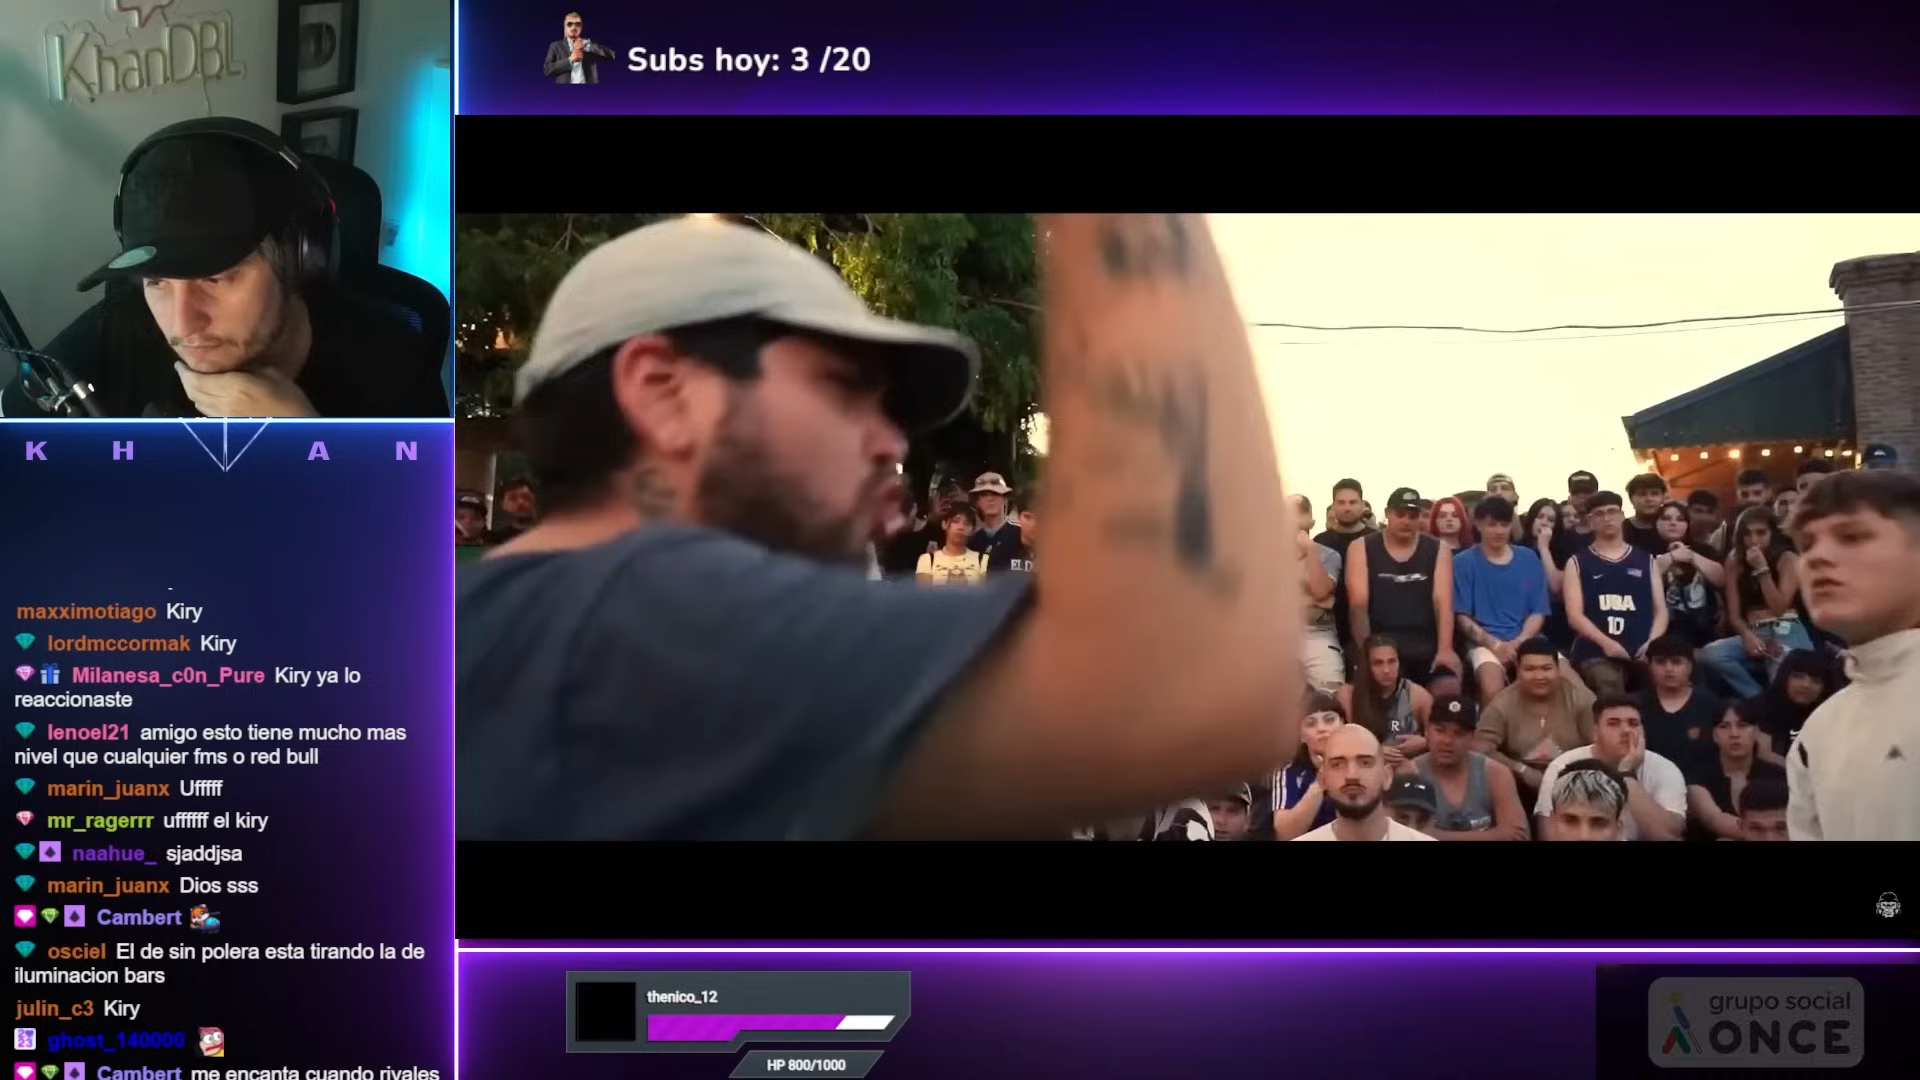 KhanDBL
Subs hoy: 3 /20
K H A N
maxximotiago Kiry
lordmccormak Kiry
Milanesa_c0n_Pure Kiry ya lo
reaccionaste
lenoel21 amigo esto tiene mucho mas
nivel que cualquier fms o red bull
marin_juanx Ufffff
mr_ragerrr uffffff el kiry
naahue_ sjaddjsa
marin_juanx Dios sss
Cambert
osciel El de sin polera esta tirando la de
iluminacion bars
julin_c3 Kiry
ghost_140000
Cambert me encanta cuando rivales
USA
10
thenico_12
HP 800/1000
grupo social
ONCE